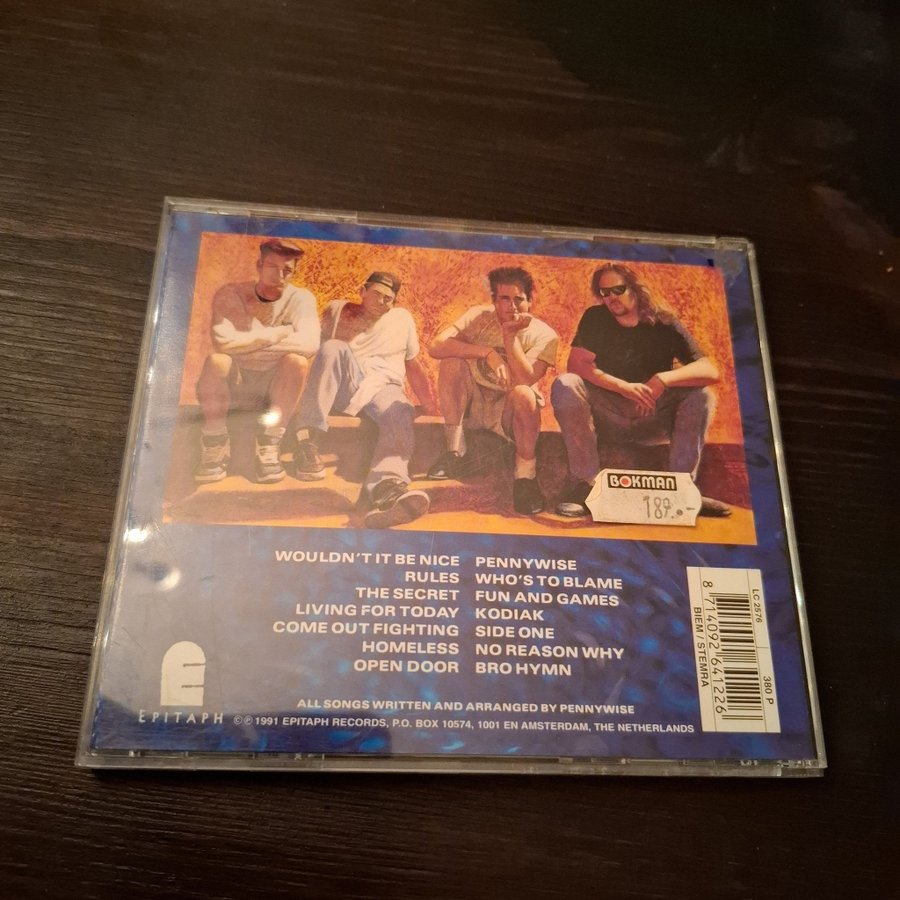 BOKMAN
189.-
WOULDN'T IT BE NICE PENNYWISE
RULES WHO'S TO BLAME
THE SECRET FUN AND GAMES
LIVING FOR TODAY KODIAK
COME OUT FIGHTING SIDE ONE
HOMELESS NO REASON WHY
OPEN DOOR BRO HYMN
ALL SONGS WRITTEN AND ARRANGED BY PENNYWISE
EPITAPH ©℗1991 EPITAPH RECORDS, P.O. BOX 10574, 1001 EN AMSTERDAM, THE NETHERLANDS
LC 2576 380 P
8 714092 641226
BIEM / STEMRA